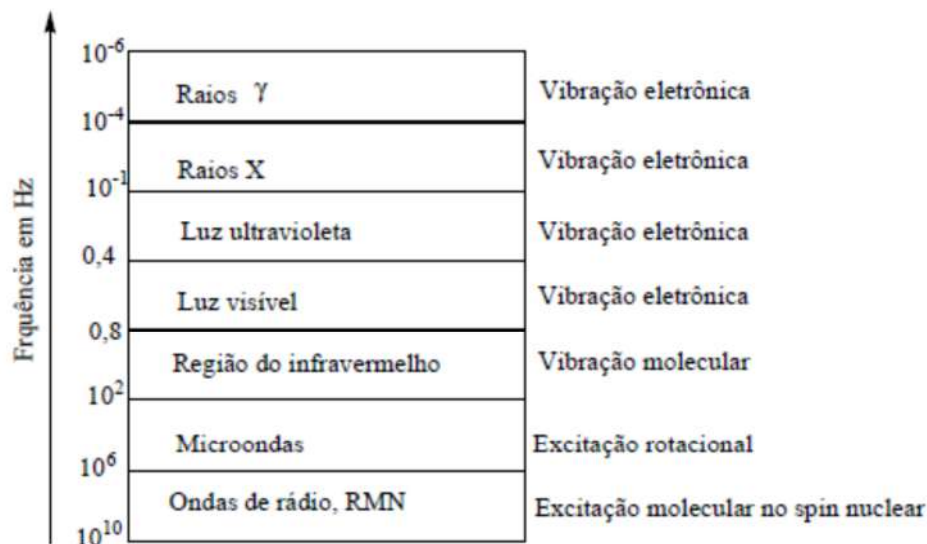 Frquência em Hz
10⁻⁶
Raios γ Vibração eletrônica
10⁻⁴
Raios X Vibração eletrônica
10⁻¹
Luz ultravioleta Vibração eletrônica
0,4
Luz visível Vibração eletrônica
0,8
Região do infravermelho Vibração molecular
10²
Microondas Excitação rotacional
10⁶
Ondas de rádio, RMN Excitação molecular no spin nuclear
10¹⁰